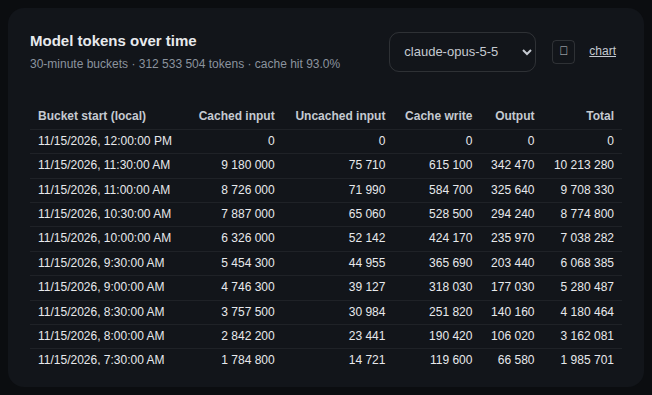 Model tokens over time
30-minute buckets · 312 533 504 tokens · cache hit 93.0%
claude-opus-5-5
chart
Bucket start (local) Cached input Uncached input Cache write Output Total
11/15/2026, 12:00:00 PM 0 0 0 0 0
11/15/2026, 11:30:00 AM 9 180 000 75 710 615 100 342 470 10 213 280
11/15/2026, 11:00:00 AM 8 726 000 71 990 584 700 325 640 9 708 330
11/15/2026, 10:30:00 AM 7 887 000 65 060 528 500 294 240 8 774 800
11/15/2026, 10:00:00 AM 6 326 000 52 142 424 170 235 970 7 038 282
11/15/2026, 9:30:00 AM 5 454 300 44 955 365 690 203 440 6 068 385
11/15/2026, 9:00:00 AM 4 746 300 39 127 318 030 177 030 5 280 487
11/15/2026, 8:30:00 AM 3 757 500 30 984 251 820 140 160 4 180 464
11/15/2026, 8:00:00 AM 2 842 200 23 441 190 420 106 020 3 162 081
11/15/2026, 7:30:00 AM 1 784 800 14 721 119 600 66 580 1 985 701